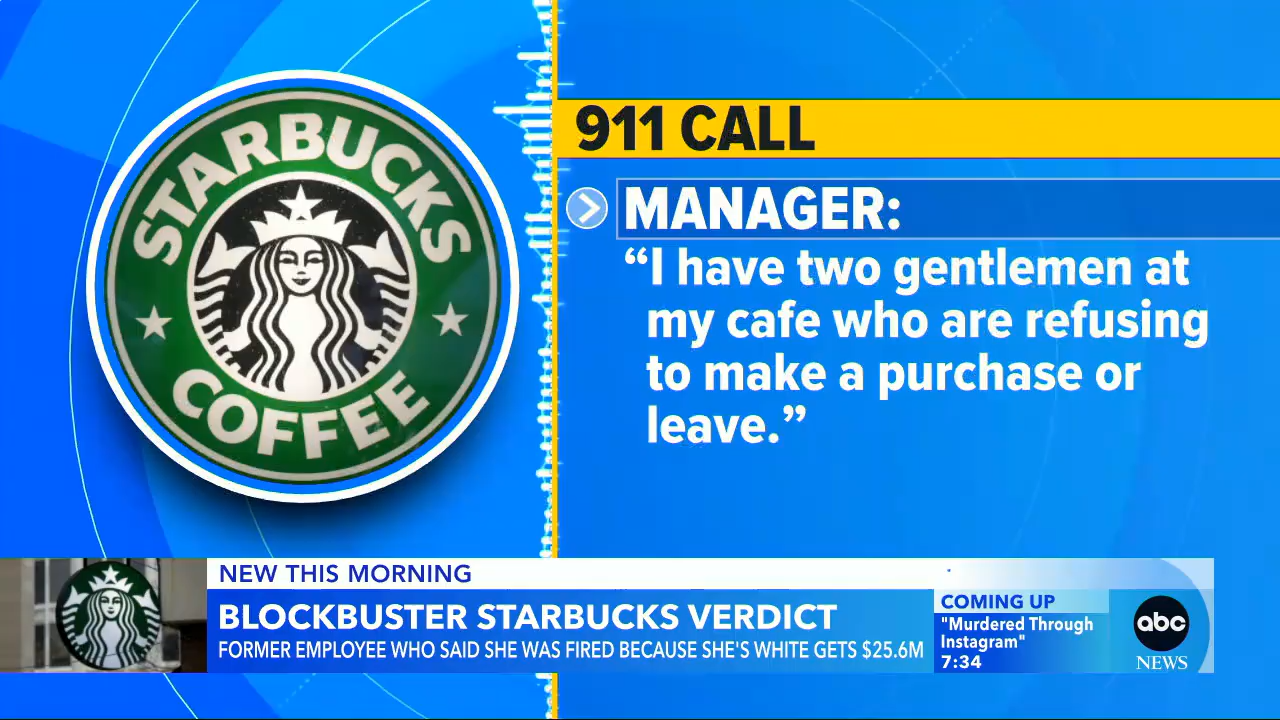 STARBUCKS
COFFEE
911 CALL
MANAGER:
“I have two gentlemen at
my cafe who are refusing
to make a purchase or
leave.”
NEW THIS MORNING
BLOCKBUSTER STARBUCKS VERDICT
FORMER EMPLOYEE WHO SAID SHE WAS FIRED BECAUSE SHE'S WHITE GETS $25.6M
COMING UP
"Murdered Through
Instagram"
7:34
abc
NEWS